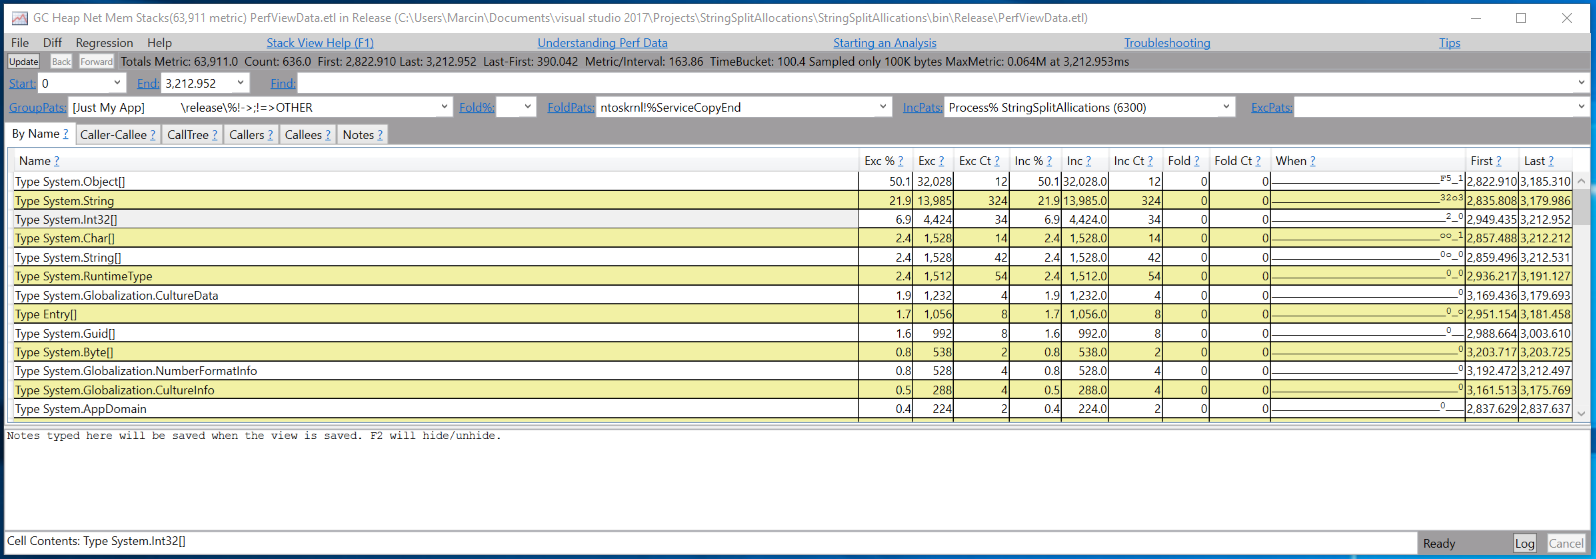 GC Heap Net Mem Stacks(63,911 metric) PerfViewData.etl in Release (C:\Users\Marcin\Documents\visual studio 2017\Projects\StringSplitAllocations\StringSplitAllications\bin\Release\PerfViewData.etl)
File Diff Regression Help Stack View Help (F1) Understanding Perf Data Starting an Analysis Troubleshooting Tips
Update Back Forward Totals Metric: 63,911.0 Count: 636.0 First: 2,822.910 Last: 3,212.952 Last-First: 390.042 Metric/Interval: 163.86 TimeBucket: 100.4 Sampled only 100K bytes MaxMetric: 0.064M at 3,212.953ms
Start: 0 End: 3,212.952 Find:
GroupPats: [Just My App] \release\%!->;!=>OTHER Fold%: FoldPats: ntoskrnl!%ServiceCopyEnd IncPats: Process% StringSplitAllications (6300) ExcPats:
By Name ? Caller-Callee ? CallTree ? Callers ? Callees ? Notes ?
Name ? Exc % ? Exc ? Exc Ct ? Inc % ? Inc ? Inc Ct ? Fold ? Fold Ct ? When ? First ? Last ?
Type System.Object[] 50.1 32,028 12 50.1 32,028.0 12 0 0 F5_1 2,822.910 3,185.310
Type System.String 21.9 13,985 324 21.9 13,985.0 324 0 0 32o3 2,835.808 3,179.986
Type System.Int32[] 6.9 4,424 34 6.9 4,424.0 34 0 0 2_0 2,949.435 3,212.952
Type System.Char[] 2.4 1,528 14 2.4 1,528.0 14 0 0 oo_1 2,857.488 3,212.212
Type System.String[] 2.4 1,528 42 2.4 1,528.0 42 0 0 0o_0 2,859.496 3,212.531
Type System.RuntimeType 2.4 1,512 54 2.4 1,512.0 54 0 0 0_0 2,936.217 3,191.127
Type System.Globalization.CultureData 1.9 1,232 4 1.9 1,232.0 4 0 0 0 3,169.436 3,179.693
Type Entry[] 1.7 1,056 8 1.7 1,056.0 8 0 0 0_o 2,951.154 3,181.458
Type System.Guid[] 1.6 992 8 1.6 992.0 8 0 0 0__ 2,988.664 3,003.610
Type System.Byte[] 0.8 538 2 0.8 538.0 2 0 0 0 3,203.717 3,203.725
Type System.Globalization.NumberFormatInfo 0.8 528 4 0.8 528.0 4 0 0 0 3,192.472 3,212.497
Type System.Globalization.CultureInfo 0.5 288 4 0.5 288.0 4 0 0 0 3,161.513 3,175.769
Type System.AppDomain 0.4 224 2 0.4 224.0 2 0 0 0___ 2,837.629 2,837.637
Notes typed here will be saved when the view is saved. F2 will hide/unhide.
Cell Contents: Type System.Int32[] Ready Log Cancel